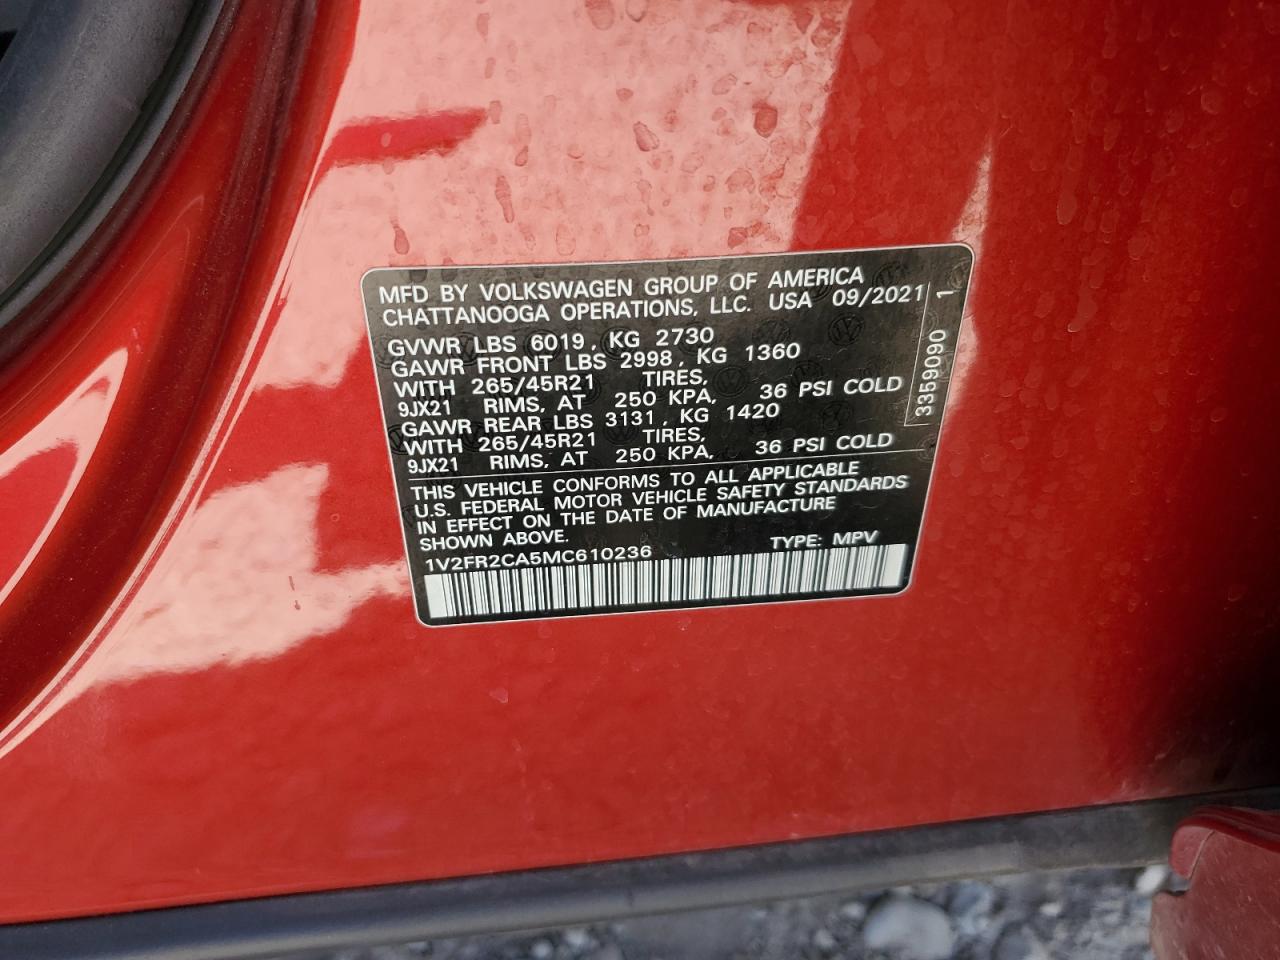 MFD BY VOLKSWAGEN GROUP OF AMERICA
CHATTANOOGA OPERATIONS, LLC. USA 09/2021
GVWR LBS 6019, KG 2730
GAWR FRONT LBS 2998, KG 1360
WITH 265/45R21 TIRES,
9JX21 RIMS, AT 250 KPA, 36 PSI COLD
GAWR REAR LBS 3131, KG 1420
WITH 265/45R21 TIRES,
9JX21 RIMS, AT 250 KPA, 36 PSI COLD
THIS VEHICLE CONFORMS TO ALL APPLICABLE
U.S. FEDERAL MOTOR VEHICLE SAFETY STANDARDS
IN EFFECT ON THE DATE OF MANUFACTURE
SHOWN ABOVE.
1V2FR2CA5MC610236 TYPE: MPV
3359090 1